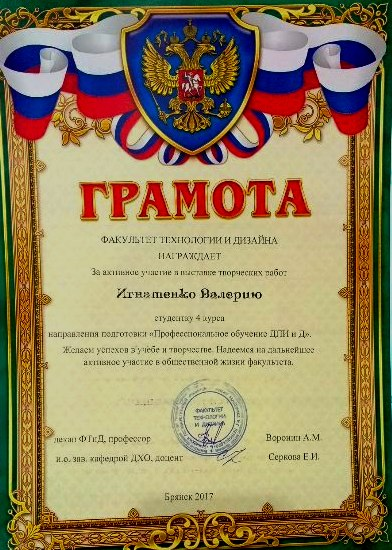 ГРАМОТА
ФАКУЛЬТЕТ ТЕХНОЛОГИИ И ДИЗАЙНА
НАГРАЖДАЕТ
За активное участие в выставке творческих работ
Игнатенко Валерию
студентку 4 курса
направления подготовки «Профессиональное обучение ДПИ и Д».
Желаем успехов в учебе и творчестве. Надеемся на дальнейшее
активное участие в общественной жизни факультета.
ФАКУЛЬТЕТ
ТЕХНОЛОГИИ
И ДИЗАЙНА
декан ФТиД, профессор Воронин А.М.
и.о. зав. кафедрой ДХО, доцент Серкова Е.И.
Брянск 2017